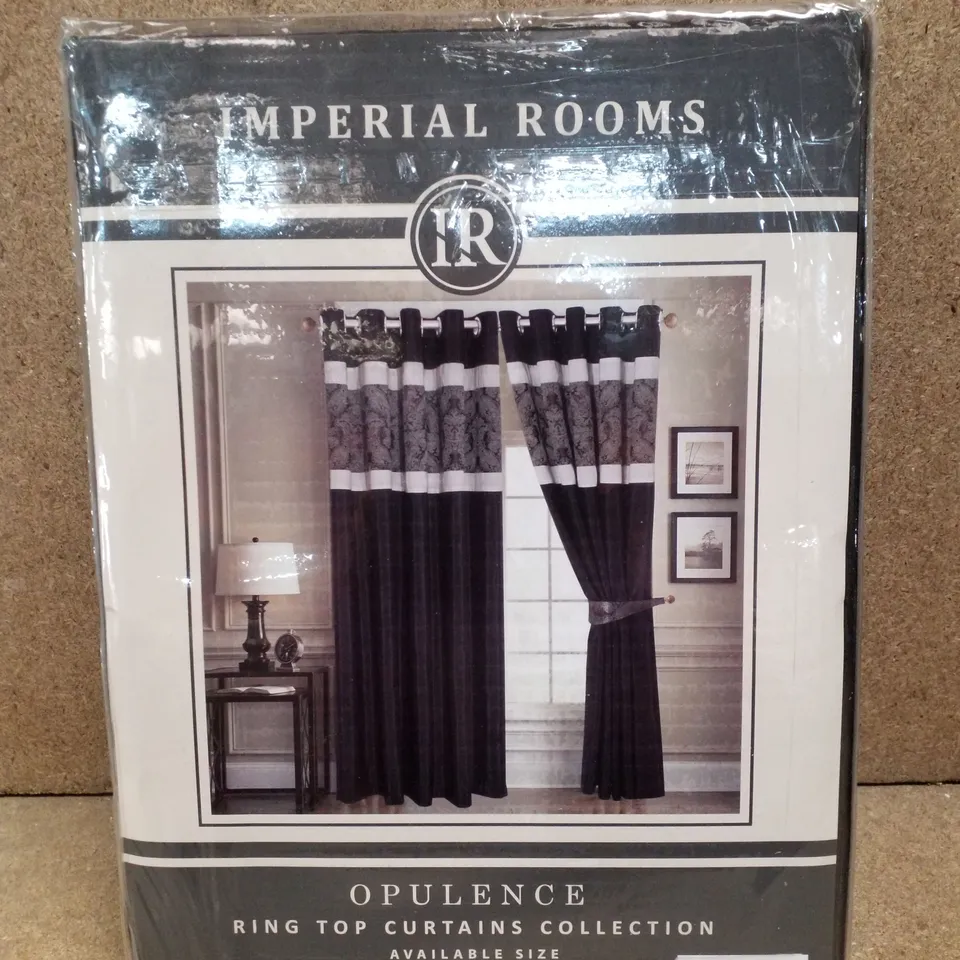 IMPERIAL ROOMS
IR
OPULENCE
RING TOP CURTAINS COLLECTION
AVAILABLE SIZE